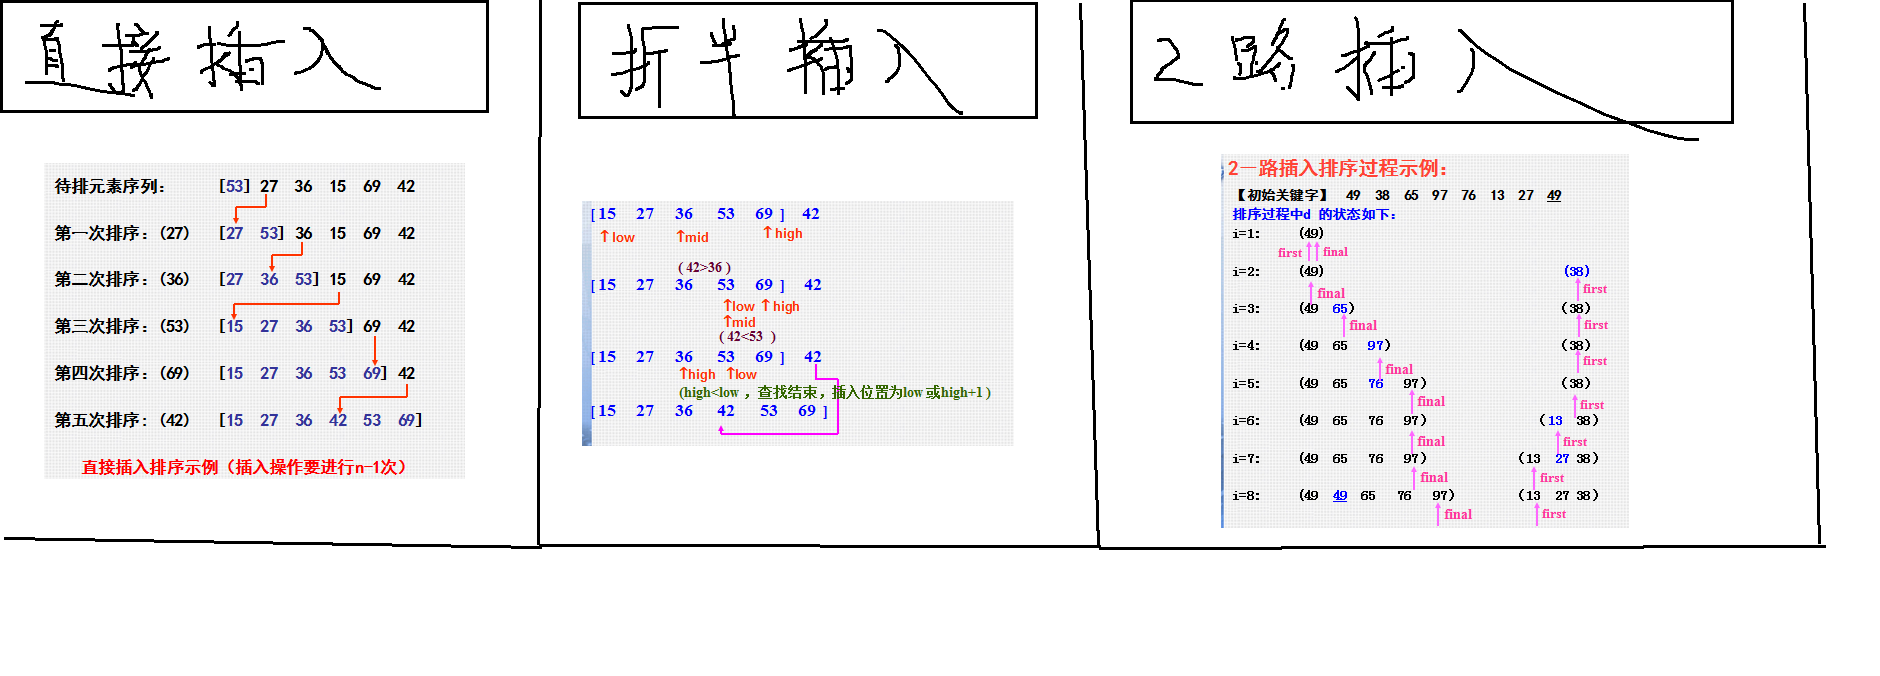 直接插入
待排元素序列: [53] 27 36 15 69 42
第一次排序: (27) [27 53] 36 15 69 42
第二次排序: (36) [27 36 53] 15 69 42
第三次排序: (53) [15 27 36 53] 69 42
第四次排序: (69) [15 27 36 53 69] 42
第五次排序: (42) [15 27 36 42 53 69]
直接插入排序示例（插入操作要进行n-1次）
折半插入
[ 15 27 36 53 69 ] 42
↑low ↑mid ↑high
( 42>36 )
[ 15 27 36 53 69 ] 42
↑low ↑high
↑mid
( 42<53 )
[ 15 27 36 53 69 ] 42
↑high ↑low
(high<low ，查找结束，插入位置为low 或high+1 )
[ 15 27 36 42 53 69 ]
2路插入
2一路插入排序过程示例:
【初始关键字】 49 38 65 97 76 13 27 49
排序过程中d 的状态如下:
i=1: (49)
first final
i=2: (49) (38)
final first
i=3: (49 65) (38)
final first
i=4: (49 65 97) (38)
final first
i=5: (49 65 76 97) (38)
final first
i=6: (49 65 76 97) (13 38)
final first
i=7: (49 65 76 97) (13 27 38)
final first
i=8: (49 49 65 76 97) (13 27 38)
final first